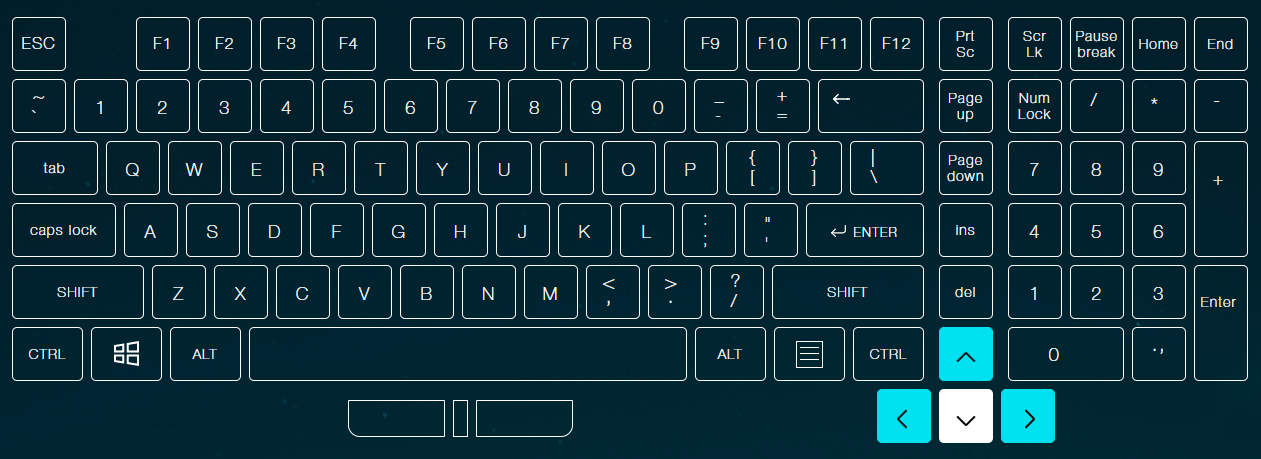 ESC F1 F2 F3 F4 F5 F6 F7 F8 F9 F10 F11 F12 Prt Sc Scr Lk Pause break Home End
~ ` 1 2 3 4 5 6 7 8 9 0 _ - + = ← Page up Num Lock / * -
tab Q W E R T Y U I O P { [ } ] | \ Page down 7 8 9 +
caps lock A S D F G H J K L : ; " ' ↵ ENTER ins 4 5 6
SHIFT Z X C V B N M < , > . ? / SHIFT del 1 2 3 Enter
CTRL ALT ALT CTRL 0 . ,